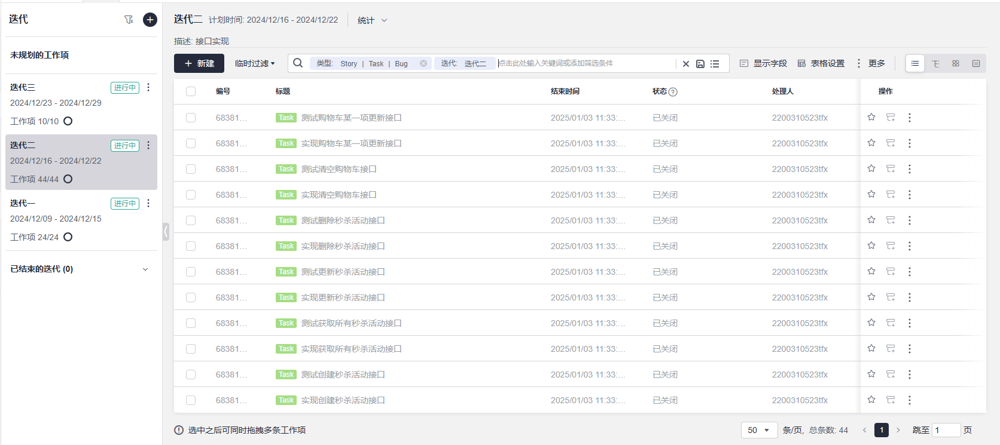 迭代
未规划的工作项
迭代三 进行中
2024/12/23 - 2024/12/29
工作项 10/10
迭代二 进行中
2024/12/16 - 2024/12/22
工作项 44/44
迭代一 进行中
2024/12/09 - 2024/12/15
工作项 24/24
已结束的迭代 (0)
迭代二 计划时间: 2024/12/16 - 2024/12/22 统计
描述: 接口实现
新建 临时过滤 类型: Story | Task | Bug 迭代: 迭代二 点击此处输入关键词或添加筛选条件 显示字段 表格设置 更多
编号 标题 结束时间 状态 处理人 操作
68381... Task 测试购物车某一项更新接口 2025/01/03 11:33:... 已关闭 2200310523tfx
68381... Task 实现购物车某一项更新接口 2025/01/03 11:33:... 已关闭 2200310523tfx
68381... Task 测试清空购物车接口 2025/01/03 11:33:... 已关闭 2200310523tfx
68381... Task 实现清空购物车接口 2025/01/03 11:33:... 已关闭 2200310523tfx
68381... Task 测试删除秒杀活动接口 2025/01/03 11:33:... 已关闭 2200310523tfx
68381... Task 实现删除秒杀活动接口 2025/01/03 11:33:... 已关闭 2200310523tfx
68381... Task 测试更新秒杀活动接口 2025/01/03 11:33:... 已关闭 2200310523tfx
68381... Task 实现更新秒杀活动接口 2025/01/03 11:33:... 已关闭 2200310523tfx
68381... Task 测试获取所有秒杀活动接口 2025/01/03 11:33:... 已关闭 2200310523tfx
68381... Task 实现获取所有秒杀活动接口 2025/01/03 11:33:... 已关闭 2200310523tfx
68381... Task 测试创建秒杀活动接口 2025/01/03 11:33:... 已关闭 2200310523tfx
68381... Task 实现创建秒杀活动接口 2025/01/03 11:33:... 已关闭 2200310523tfx
选中之后可同时拖拽多条工作项 50 条/页, 总条数: 44 1 跳至 1 页